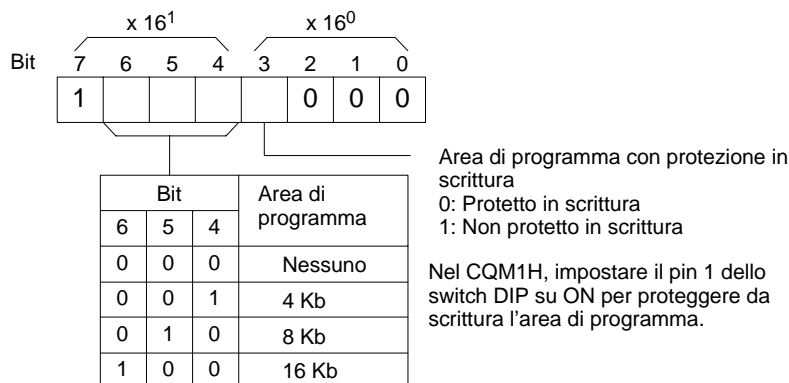 x 16¹ x 16⁰
Bit 7 6 5 4 3 2 1 0
1 0 0 0
Area di programma con protezione in
scrittura
0: Protetto in scrittura
1: Non protetto in scrittura
Nel CQM1H, impostare il pin 1 dello
switch DIP su ON per proteggere da
scrittura l'area di programma.
Bit Area di
programma
6 5 4
0 0 0 Nessuno
0 0 1 4 Kb
0 1 0 8 Kb
1 0 0 16 Kb